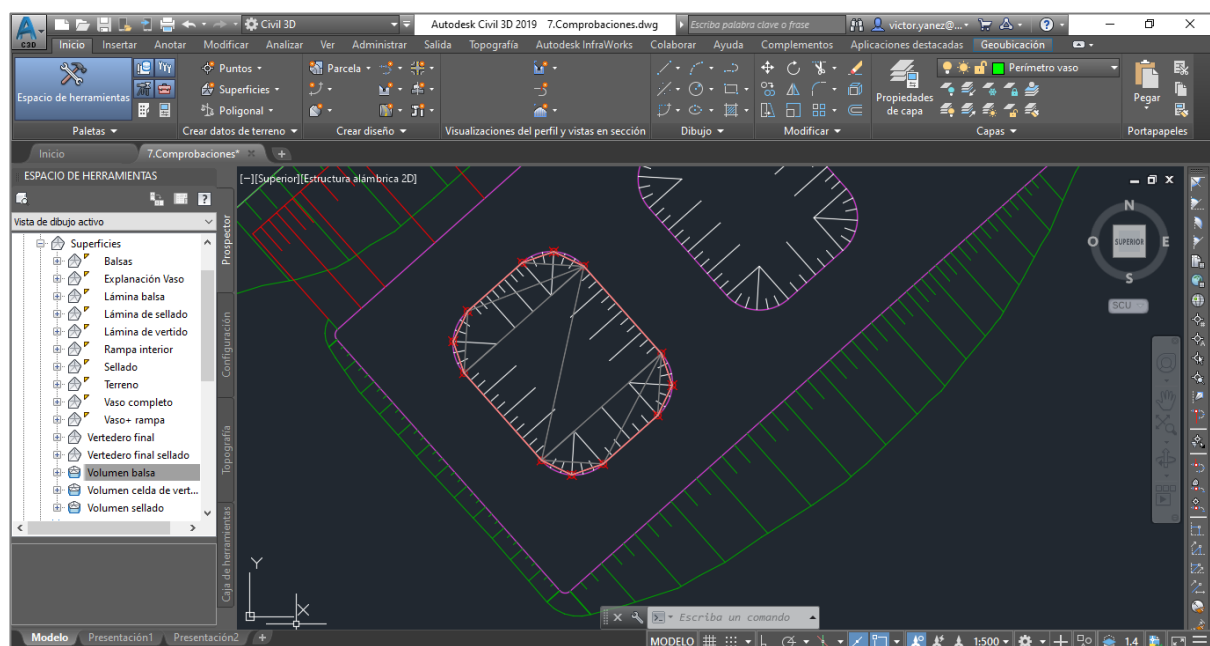 Civil 3D
Autodesk Civil 3D 2019 7.Comprobaciones.dwg
Escriba palabra clave o frase
victor.yanez@...
C3D
Inicio Insertar Anotar Modificar Analizar Ver Administrar Salida Topografía Autodesk InfraWorks Colaborar Ayuda Complementos Aplicaciones destacadas Geoubicación
Espacio de herramientas
Puntos
Superficies
Poligonal
Parcela
Propiedades de capa
Perímetro vaso
Pegar
Paletas
Crear datos de terreno
Crear diseño
Visualizaciones del perfil y vistas en sección
Dibujo
Modificar
Capas
Portapapeles
Inicio
7.Comprobaciones*
ESPACIO DE HERRAMIENTAS
Vista de dibujo activo
Superficies
Balsas
Explanación Vaso
Lámina balsa
Lámina de sellado
Lámina de vertido
Rampa interior
Sellado
Terreno
Vaso completo
Vaso+ rampa
Vertedero final
Vertedero final sellado
Volumen balsa
Volumen celda de vert...
Volumen sellado
Prospector
Configuración
Topografía
Caja de herramientas
[−][Superior][Estructura alámbrica 2D]
N
O
SUPERIOR
E
S
SCU
Y
X
Escriba un comando
Modelo Presentación1 Presentación2
MODELO
1:500
1.4